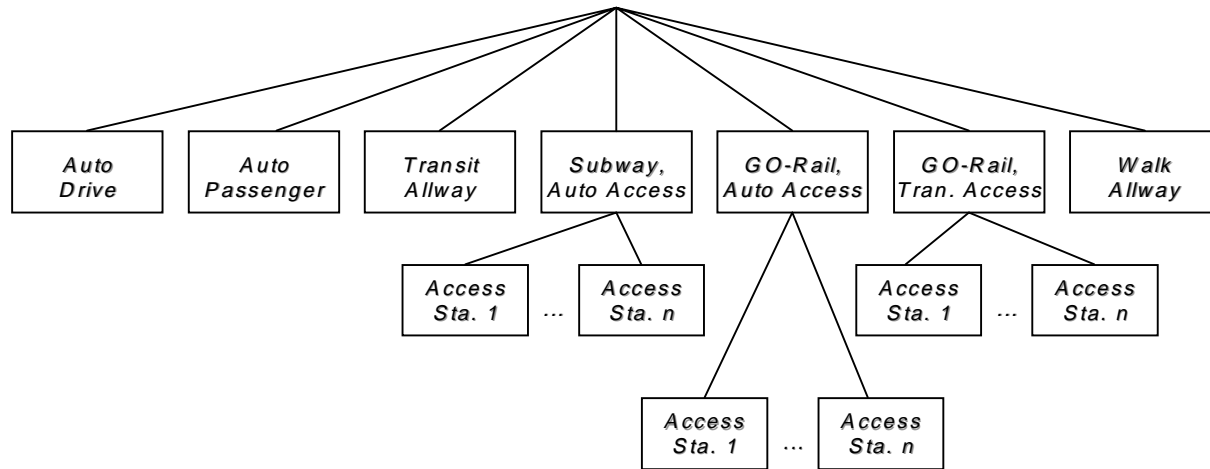 Auto
Drive
Auto
Passenger
Transit
Allway
Subway,
Auto Access
GO-Rail,
Auto Access
GO-Rail,
Tran. Access
Walk
Allway
Access
Sta. 1
...
Access
Sta. n
Access
Sta. 1
...
Access
Sta. n
Access
Sta. 1
...
Access
Sta. n